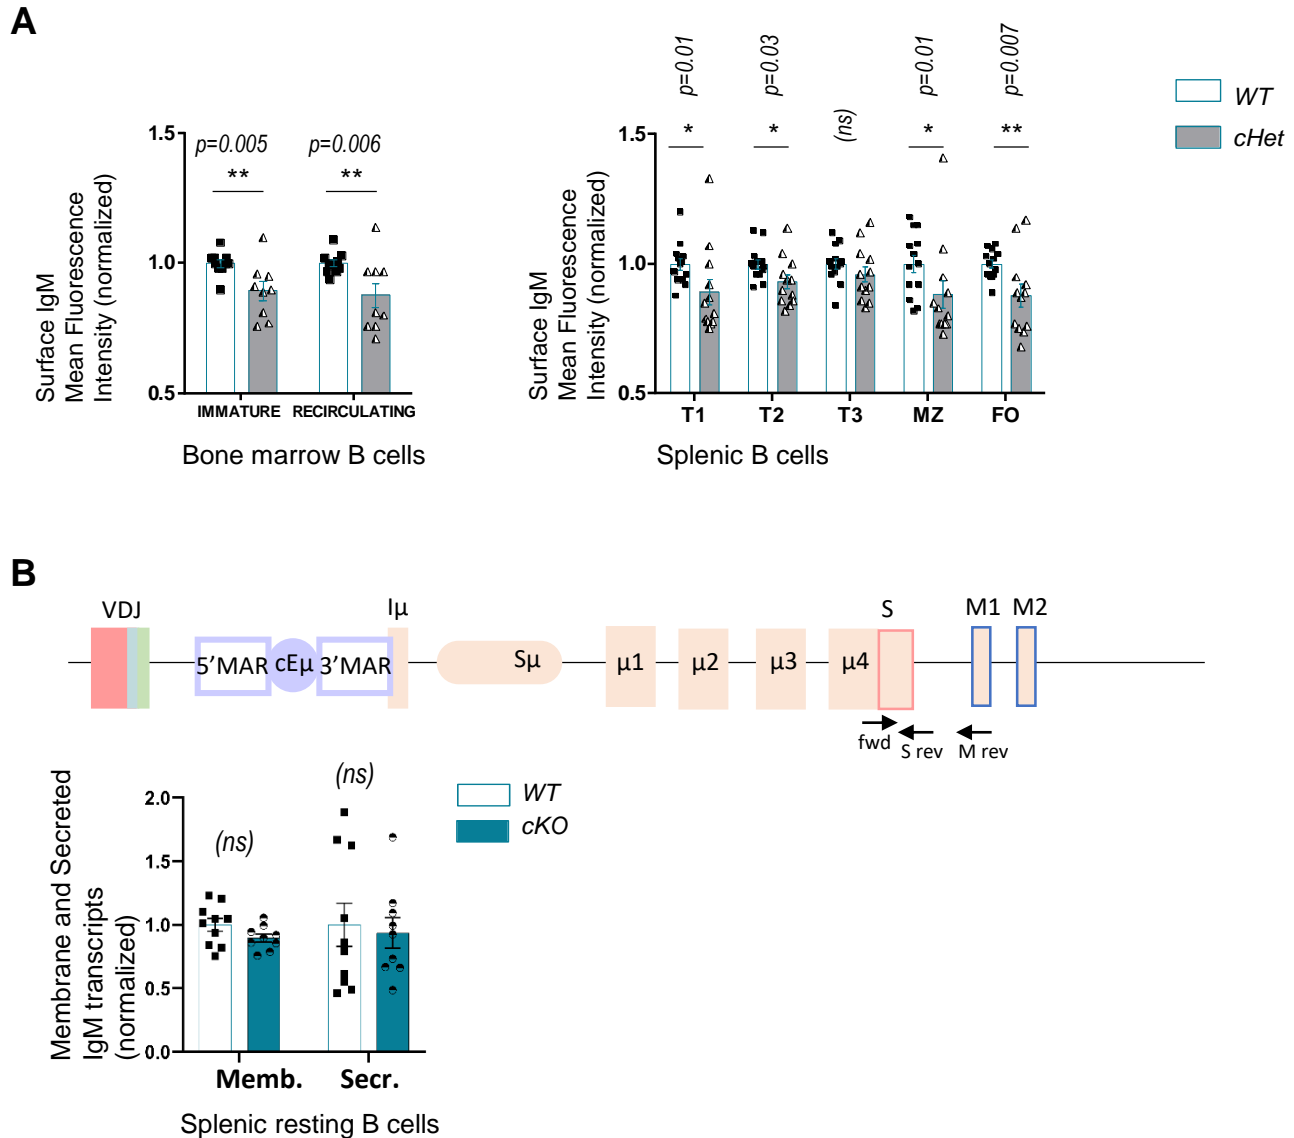 A
p=0.005
p=0.006
**
**
1.5
1.0
0.5
Surface IgM
Mean Fluorescence
Intensity (normalized)
IMMATURE
RECIRCULATING
Bone marrow B cells
p=0.01
p=0.03
(ns)
p=0.01
p=0.007
*
*
*
**
1.5
1.0
0.5
Surface IgM
Mean Fluorescence
Intensity (normalized)
T1
T2
T3
MZ
FO
Splenic B cells
WT
cHet
B
VDJ
Iµ
S
M1
M2
5’MAR
cEµ
3’MAR
Sµ
µ1
µ2
µ3
µ4
fwd
S rev
M rev
(ns)
(ns)
2.0
1.5
1.0
0.5
0.0
Membrane and Secreted
IgM transcripts
(normalized)
Memb.
Secr.
Splenic resting B cells
WT
cKO